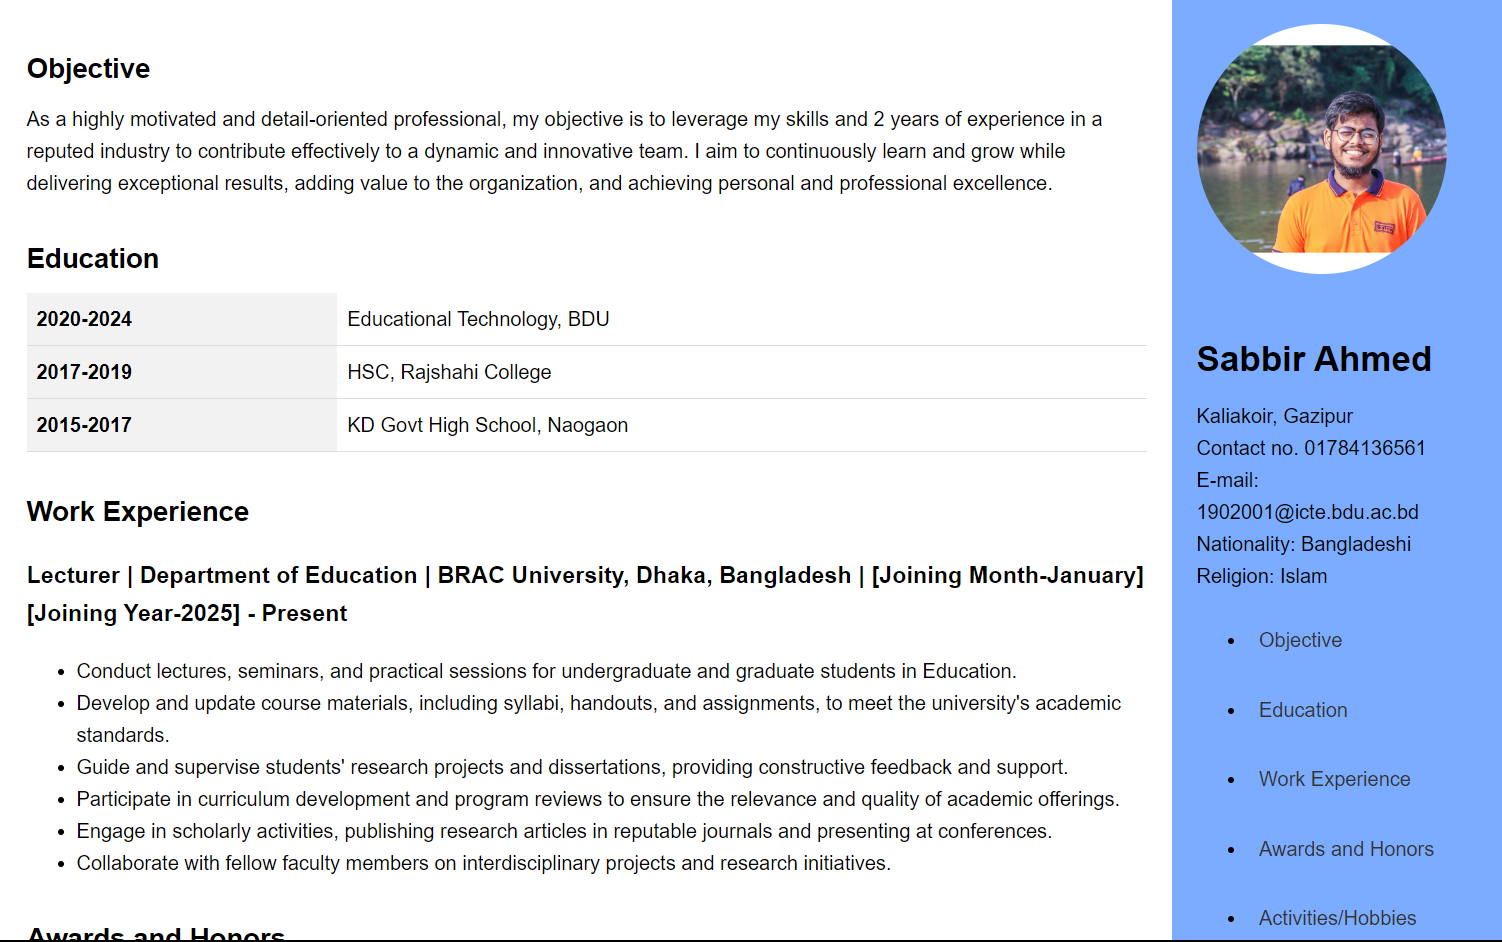 Objective
As a highly motivated and detail-oriented professional, my objective is to leverage my skills and 2 years of experience in a
reputed industry to contribute effectively to a dynamic and innovative team. I aim to continuously learn and grow while
delivering exceptional results, adding value to the organization, and achieving personal and professional excellence.
Education
2020-2024 Educational Technology, BDU
2017-2019 HSC, Rajshahi College
2015-2017 KD Govt High School, Naogaon
Work Experience
Lecturer | Department of Education | BRAC University, Dhaka, Bangladesh | [Joining Month-January]
[Joining Year-2025] - Present
• Conduct lectures, seminars, and practical sessions for undergraduate and graduate students in Education.
• Develop and update course materials, including syllabi, handouts, and assignments, to meet the university's academic
standards.
• Guide and supervise students' research projects and dissertations, providing constructive feedback and support.
• Participate in curriculum development and program reviews to ensure the relevance and quality of academic offerings.
• Engage in scholarly activities, publishing research articles in reputable journals and presenting at conferences.
• Collaborate with fellow faculty members on interdisciplinary projects and research initiatives.
Awards and Honors
Sabbir Ahmed
Kaliakoir, Gazipur
Contact no. 01784136561
E-mail:
1902001@icte.bdu.ac.bd
Nationality: Bangladeshi
Religion: Islam
• Objective
• Education
• Work Experience
• Awards and Honors
• Activities/Hobbies